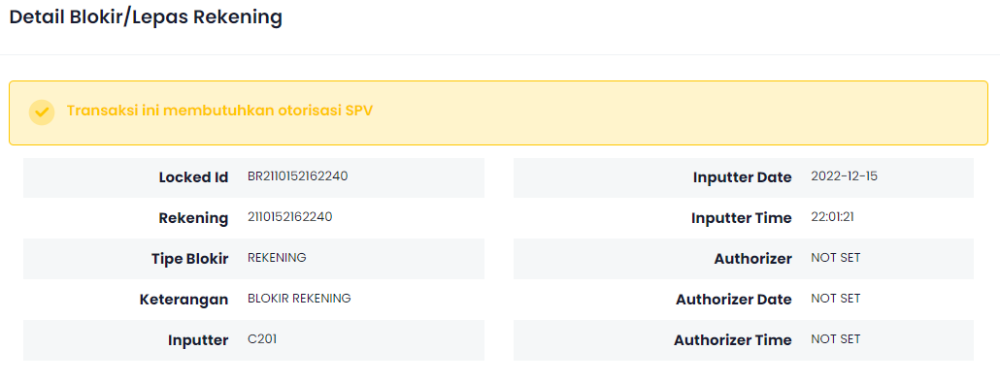 Detail Blokir/Lepas Rekening
Transaksi ini membutuhkan otorisasi SPV
Locked Id BR2110152162240
Rekening 2110152162240
Tipe Blokir REKENING
Keterangan BLOKIR REKENING
Inputter C201
Inputter Date 2022-12-15
Inputter Time 22:01:21
Authorizer NOT SET
Authorizer Date NOT SET
Authorizer Time NOT SET